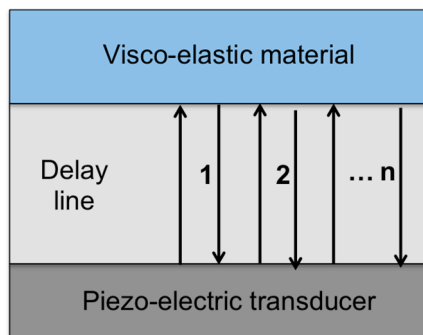 Visco-elastic material
Delay
line
1
2
... n
Piezo-electric transducer